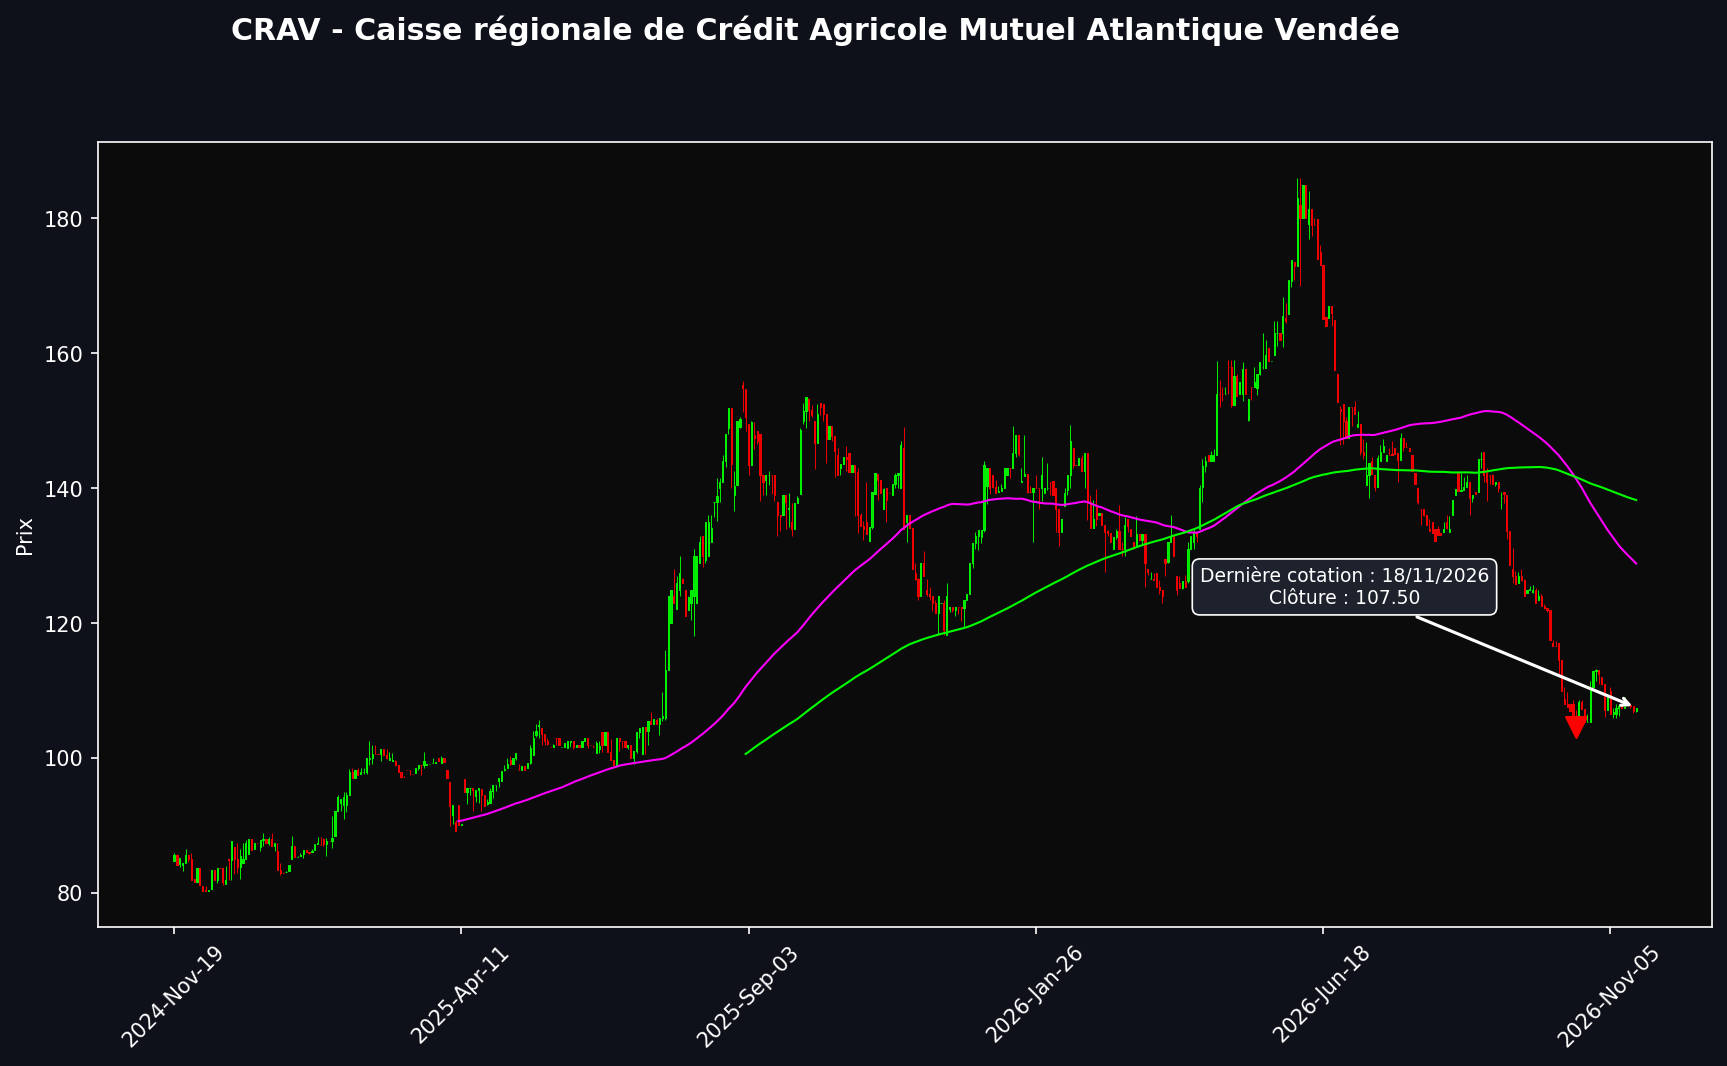 CRAV - Caisse régionale de Crédit Agricole Mutuel Atlantique Vendée
Prix
180
160
140
120
100
80
Dernière cotation : 18/11/2026
Clôture : 107.50
2024-Nov-19
2025-Apr-11
2025-Sep-03
2026-Jan-26
2026-Jun-18
2026-Nov-05